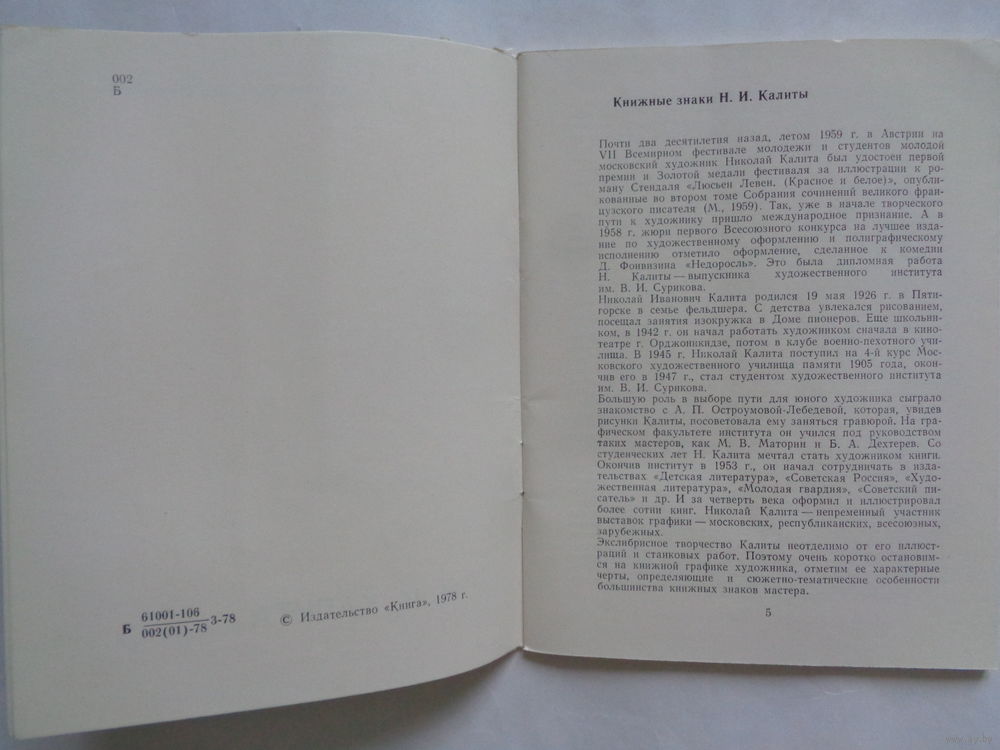 002
Б
Б 61001-106 3-78
002(01)-78
© Издательство «Книга», 1978 г.
Книжные знаки Н. И. Калиты
Почти два десятилетия назад, летом 1959 г. в Австрии на
VII Всемирном фестивале молодежи и студентов молодой
московский художник Николай Калита был удостоен первой
премии и Золотой медали фестиваля за иллюстрации к ро-
ману Стендаля «Люсьен Левен. (Красное и белое)», опубли-
кованные во втором томе Собрания сочинений великого фран-
цузского писателя (М., 1959). Так, уже в начале творческого
пути к художнику пришло международное признание. А в
1958 г. жюри первого Всесоюзного конкурса на лучшее изда-
ние по художественному оформлению и полиграфическому
исполнению отметило оформление, сделанное к комедии
Д. Фонвизина «Недоросль». Это была дипломная работа
Н. Калиты — выпускника художественного института
им. В. И. Сурикова.
Николай Иванович Калита родился 19 мая 1926 г. в Пяти-
горске в семье фельдшера. С детства увлекался рисованием,
посещал занятия изокружка в Доме пионеров. Еще школьни-
ком, в 1942 г. он начал работать художником сначала в кино-
театре г. Орджоникидзе, потом в клубе военно-пехотного учи-
лища. В 1945 г. Николай Калита поступил на 4-й курс Мос-
ковского художественного училища памяти 1905 года, окон-
чив его в 1947 г., стал студентом художественного института
им. В. И. Сурикова.
Большую роль в выборе пути для юного художника сыграло
знакомство с А. П. Остроумовой-Лебедевой, которая, увидев
рисунки Калиты, посоветовала ему заняться гравюрой. На гра-
фическом факультете института он учился под руководством
таких мастеров, как М. В. Маторин и Б. А. Дехтерев. Со
студенческих лет Н. Калита мечтал стать художником книги.
Окончив институт в 1953 г., он начал сотрудничать в изда-
тельствах «Детская литература», «Советская Россия», «Худо-
жественная литература», «Молодая гвардия», «Советский пи-
сатель» и др. И за четверть века оформил и иллюстрировал
более сотни книг. Николай Калита — непременный участник
выставок графики — московских, республиканских, всесоюзных,
зарубежных.
Экслибрисное творчество Калиты неотделимо от его иллюст-
раций и станковых работ. Поэтому очень коротко остановим-
ся на книжной графике художника, отметим ее характерные
черты, определяющие и сюжетно-тематические особенности
большинства книжных знаков мастера.
5
www.ay.by